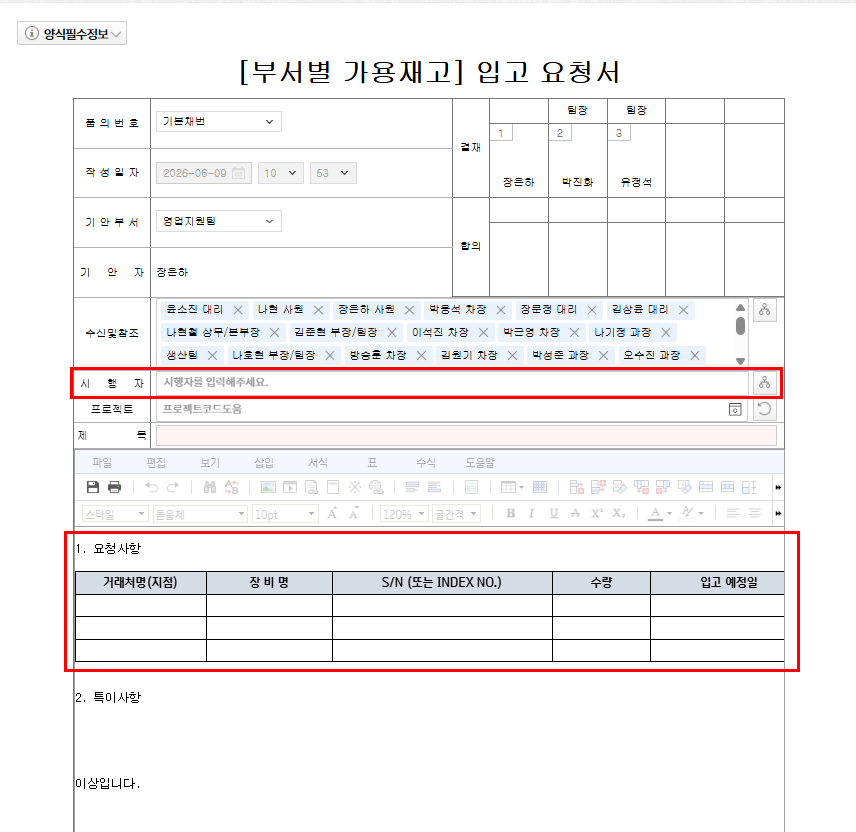 양식필수정보
[부서별 가용재고] 입고 요청서
품 의 번 호 기본채번
결재
팀장 팀장
1 2 3
장은하 박진화 유정석
작 성 일 자 2026-06-09 10 53
기 안 부 서 영업지원팀
합의
기 안 자 장은하
수신및참조
윤소진 대리 나현 사원 장은하 사원 박웅석 차장 장문정 대리 김상윤 대리
나현철 상무/본부장 김준현 부장/팀장 이석진 차장 박근영 차장 나기정 과장
생산팀 나호현 부장/팀장 방승훈 차장 김원기 차장 박성준 과장 오수진 과장
시 행 자 시행자를 입력해주세요.
프로젝트 프로젝트코드도움
제 목
파일 편집 보기 삽입 서식 표 수식 도움말
스타일 돋움체 10pt 120% 글간격
1. 요청사항
거래처명(지점) 장 비 명 S/N (또는 INDEX NO.) 수량 입고 예정일
2. 특이사항
이상입니다.